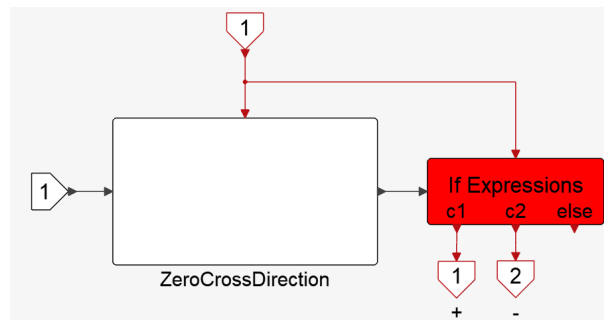 1
1
If Expressions
c1 c2 else
ZeroCrossDirection
1 2
+ -